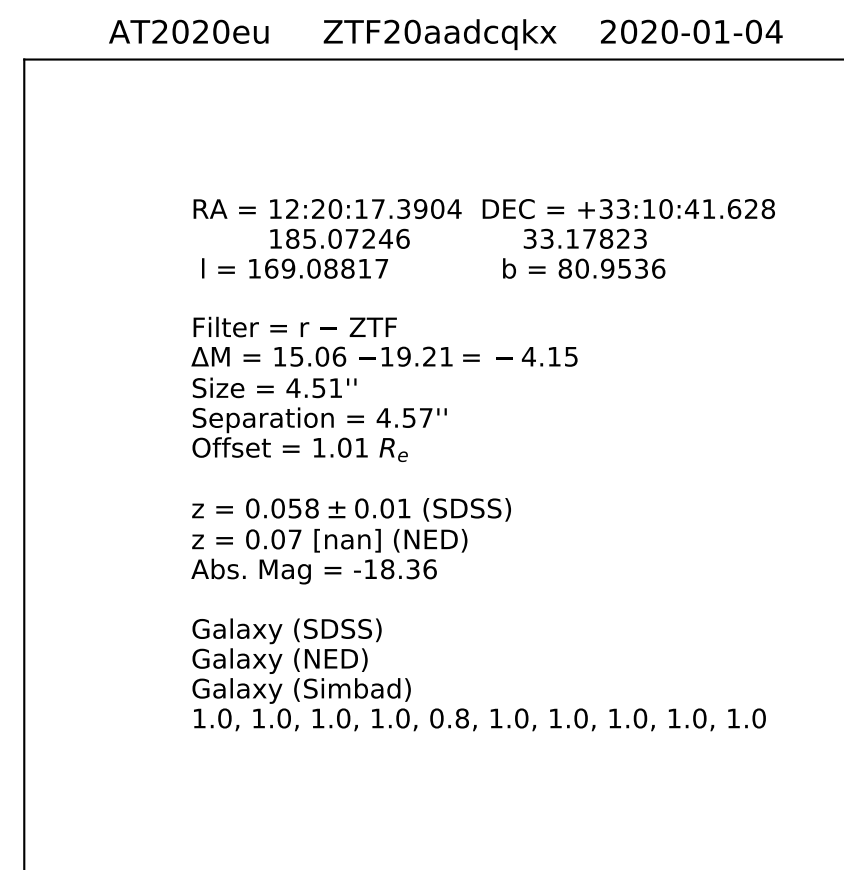 AT2020eu ZTF20aadcqkx 2020-01-04
RA = 12:20:17.3904 DEC = +33:10:41.628
185.07246 33.17823
l = 169.08817 b = 80.9536
Filter = r − ZTF
ΔM = 15.06 −19.21 = − 4.15
Size = 4.51''
Separation = 4.57''
Offset = 1.01 Rₑ
z = 0.058 ± 0.01 (SDSS)
z = 0.07 [nan] (NED)
Abs. Mag = -18.36
Galaxy (SDSS)
Galaxy (NED)
Galaxy (Simbad)
1.0, 1.0, 1.0, 1.0, 0.8, 1.0, 1.0, 1.0, 1.0, 1.0